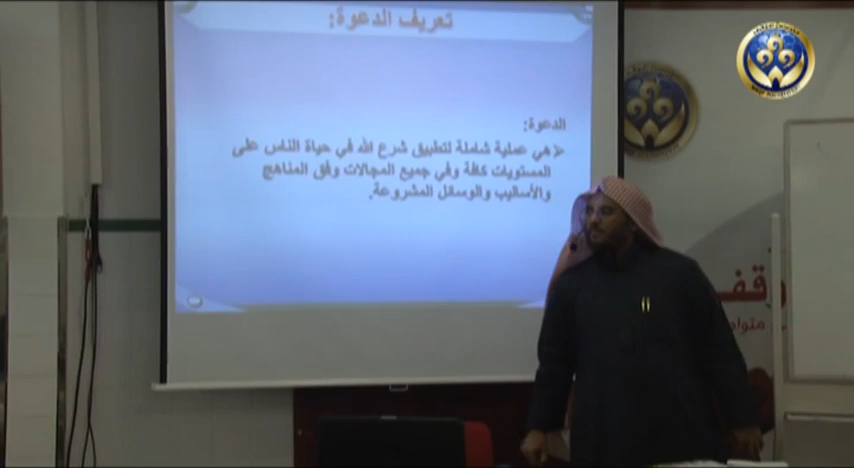 تعريف الدعوة:
الدعوة:
هي عملية شاملة لتطبيق شرع الله في حياة الناس على
المستويات كافة وفي جميع المجالات وفق المناهج
والأساليب والوسائل المشروعة.